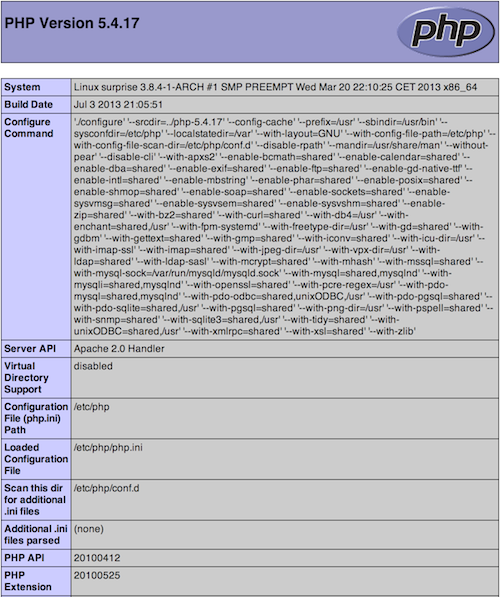 PHP Version 5.4.17
php
System
Linux surprise 3.8.4-1-ARCH #1 SMP PREEMPT Wed Mar 20 22:10:25 CET 2013 x86_64
Build Date
Jul 3 2013 21:05:51
Configure
Command
'./configure' '--srcdir=../php-5.4.17' '--config-cache' '--prefix=/usr' '--sbindir=/usr/bin' '--
sysconfdir=/etc/php' '--localstatedir=/var' '--with-layout=GNU' '--with-config-file-path=/etc/php' '--
with-config-file-scan-dir=/etc/php/conf.d' '--disable-rpath' '--mandir=/usr/share/man' '--without-
pear' '--disable-cli' '--with-apxs2' '--enable-bcmath=shared' '--enable-calendar=shared' '--
enable-dba=shared' '--enable-exif=shared' '--enable-ftp=shared' '--enable-gd-native-ttf' '--
enable-intl=shared' '--enable-mbstring' '--enable-phar=shared' '--enable-posix=shared' '--
enable-shmop=shared' '--enable-soap=shared' '--enable-sockets=shared' '--enable-
sysvmsg=shared' '--enable-sysvsem=shared' '--enable-sysvshm=shared' '--enable-
zip=shared' '--with-bz2=shared' '--with-curl=shared' '--with-db4=/usr' '--with-
enchant=shared,/usr' '--with-fpm-systemd' '--with-freetype-dir=/usr' '--with-gd=shared' '--with-
gdbm' '--with-gettext=shared' '--with-gmp=shared' '--with-iconv=shared' '--with-icu-dir=/usr' '--
with-imap-ssl' '--with-imap=shared' '--with-jpeg-dir=/usr' '--with-vpx-dir=/usr' '--with-
ldap=shared' '--with-ldap-sasl' '--with-mcrypt=shared' '--with-mhash' '--with-mssql=shared' '--
with-mysql-sock=/var/run/mysqld/mysqld.sock' '--with-mysql=shared,mysqlnd' '--with-
mysqli=shared,mysqlnd' '--with-openssl=shared' '--with-pcre-regex=/usr' '--with-pdo-
mysql=shared,mysqlnd' '--with-pdo-odbc=shared,unixODBC,/usr' '--with-pdo-pgsql=shared' '--
with-pdo-sqlite=shared,/usr' '--with-pgsql=shared' '--with-png-dir=/usr' '--with-pspell=shared' '--
with-snmp=shared' '--with-sqlite3=shared,/usr' '--with-tidy=shared' '--with-
unixODBC=shared,/usr' '--with-xmlrpc=shared' '--with-xsl=shared' '--with-zlib'
Server API
Apache 2.0 Handler
Virtual
Directory
Support
disabled
Configuration
File (php.ini)
Path
/etc/php
Loaded
Configuration
File
/etc/php/php.ini
Scan this dir
for additional
.ini files
/etc/php/conf.d
Additional .ini
files parsed
(none)
PHP API
20100412
PHP
Extension
20100525